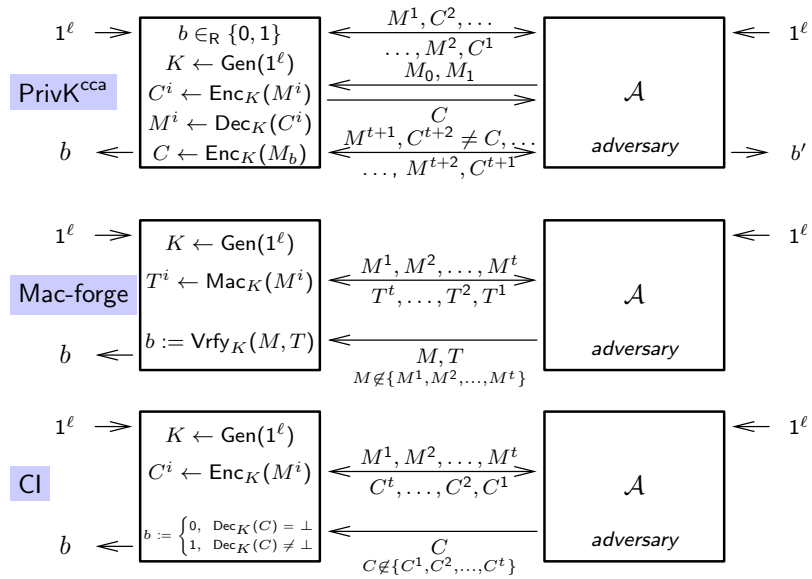 1^ℓ
b ∈_R {0, 1}
K ← Gen(1^ℓ)
C^i ← Enc_K(M^i)
M^i ← Dec_K(C^i)
C ← Enc_K(M_b)
PrivK^cca
b
M^1, C^2, . . .
. . . , M^2, C^1
M_0, M_1
C
M^{t+1}, C^{t+2} ≠ C, . . .
. . . , M^{t+2}, C^{t+1}
A
adversary
1^ℓ
b′
1^ℓ
K ← Gen(1^ℓ)
T^i ← Mac_K(M^i)
Mac-forge
b := Vrfy_K(M, T)
b
M^1, M^2, . . . , M^t
T^t, . . . , T^2, T^1
M, T
M∉{M^1,M^2,...,M^t}
A
adversary
1^ℓ
1^ℓ
K ← Gen(1^ℓ)
C^i ← Enc_K(M^i)
CI
b := { 0, Dec_K(C) = ⊥
1, Dec_K(C) ≠ ⊥
b
M^1, M^2, . . . , M^t
C^t, . . . , C^2, C^1
C
C∉{C^1,C^2,...,C^t}
A
adversary
1^ℓ